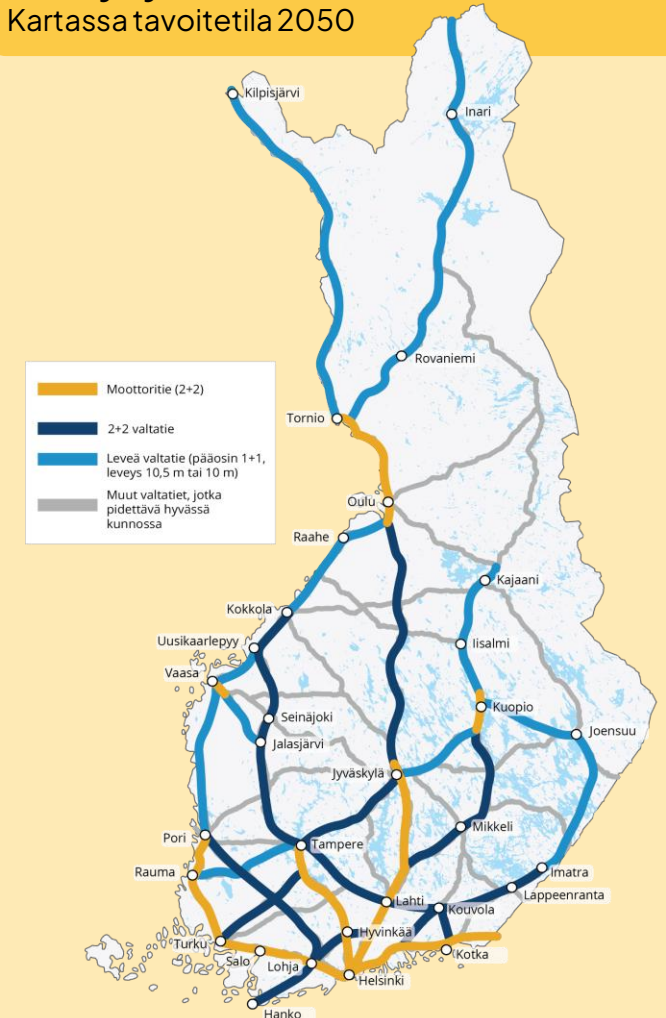 Kartassa tavoitetila 2050
Kilpisjärvi
Inari
Rovaniemi
Moottoritie (2+2)
2+2 valtatie
Leveä valtatie (pääosin 1+1,
leveys 10,5 m tai 10 m)
Muut valtatiet, jotka
pidettävä hyvässä
kunnossa
Tornio
Oulu
Raahe
Kajaani
Kokkola
Uusikaarlepyy
Iisalmi
Vaasa
Kuopio
Seinäjoki
Joensuu
Jalasjärvi
Jyväskylä
Mikkeli
Pori
Tampere
Rauma
Imatra
Lappeenranta
Lahti
Kouvola
Hyvinkää
Turku
Salo
Kotka
Lohja
Helsinki
Hanko